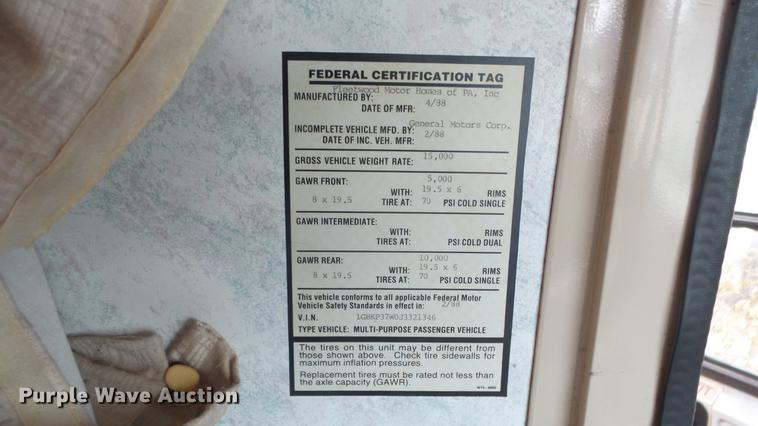 FEDERAL CERTIFICATION TAG
Fleetwood Motor Homes of PA, Inc
MANUFACTURED BY:
DATE OF MFR: 4/88
General Motors Corp.
INCOMPLETE VEHICLE MFD. BY:
DATE OF INC. VEH. MFR: 2/88
GROSS VEHICLE WEIGHT RATE: 15,000
GAWR FRONT: 5,000
WITH: 19.5 x 6 RIMS
8 x 19.5 TIRE AT: 70 PSI COLD SINGLE
GAWR INTERMEDIATE:
WITH: RIMS
TIRES AT: PSI COLD DUAL
GAWR REAR: 10,000
WITH: 19.5 x 6 RIMS
8 x 19.5 TIRES AT: 70 PSI COLD SINGLE
This vehicle conforms to all applicable Federal Motor
Vehicle Safety Standards in effect in: 2/88
V.I.N. 1GBKP37W0J3321346
TYPE VEHICLE: MULTI-PURPOSE PASSENGER VEHICLE
The tires on this unit may be different from
those shown above. Check tire sidewalls for
maximum inflation pressures.
Replacement tires must be rated not less than
the axle capacity (GAWR).
Purple Wave Auction